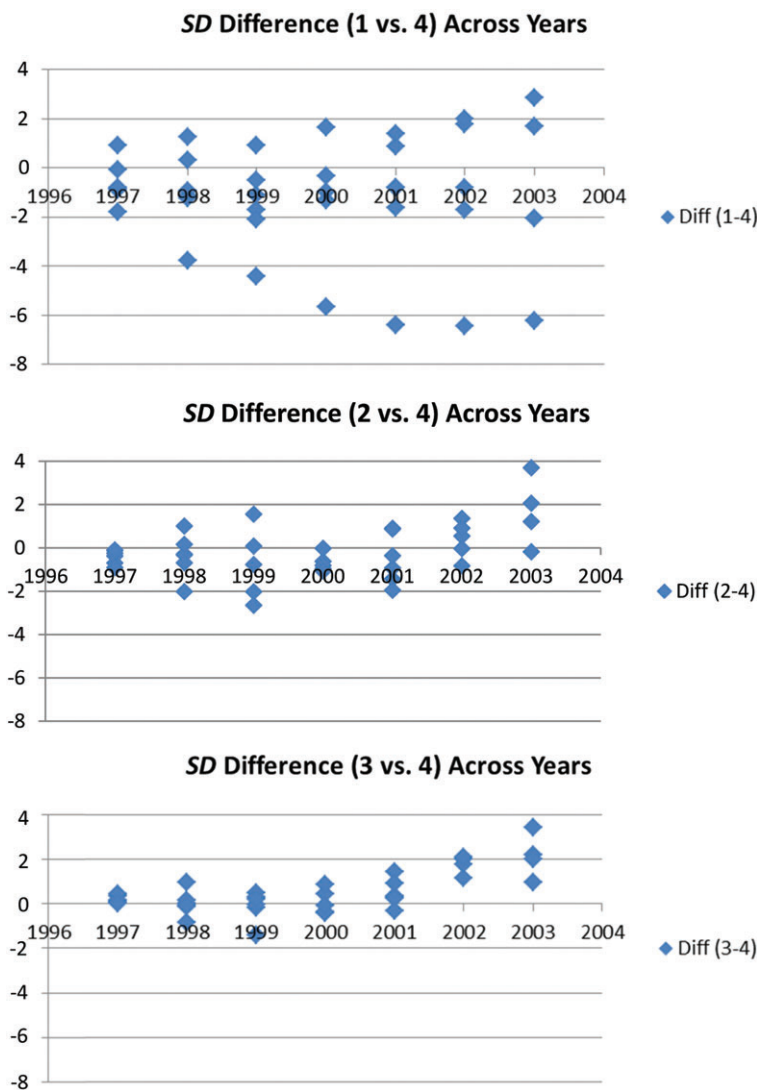 SD Difference (1 vs. 4) Across Years
4
2
0
1996 1997 1998 1999 2000 2001 2002 2003 2004
-2
Diff (1-4)
-4
-6
-8
SD Difference (2 vs. 4) Across Years
4
2
0
1996 1997 1998 1999 2000 2001 2002 2003 2004
-2
Diff (2-4)
-4
-6
-8
SD Difference (3 vs. 4) Across Years
4
2
0
1996 1997 1998 1999 2000 2001 2002 2003 2004
-2
Diff (3-4)
-4
-6
-8